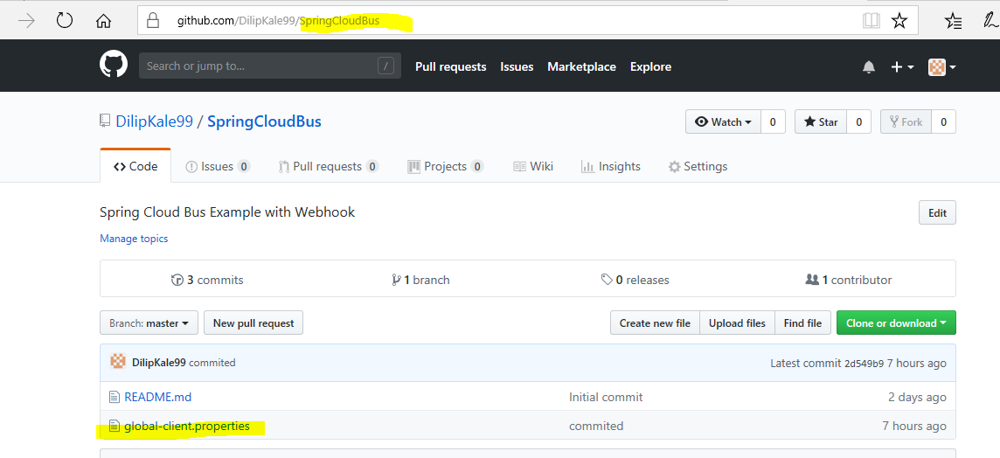 github.com/DilipKale99/SpringCloudBus
Search or jump to... / Pull requests Issues Marketplace Explore
DilipKale99 / SpringCloudBus Watch 0 Star 0 Fork 0
Code Issues 0 Pull requests 0 Projects 0 Wiki Insights Settings
Spring Cloud Bus Example with Webhook Edit
Manage topics
3 commits 1 branch 0 releases 1 contributor
Branch: master New pull request Create new file Upload files Find file Clone or download
DilipKale99 commited Latest commit 2d549b9 7 hours ago
README.md Initial commit 2 days ago
global-client.properties commited 7 hours ago